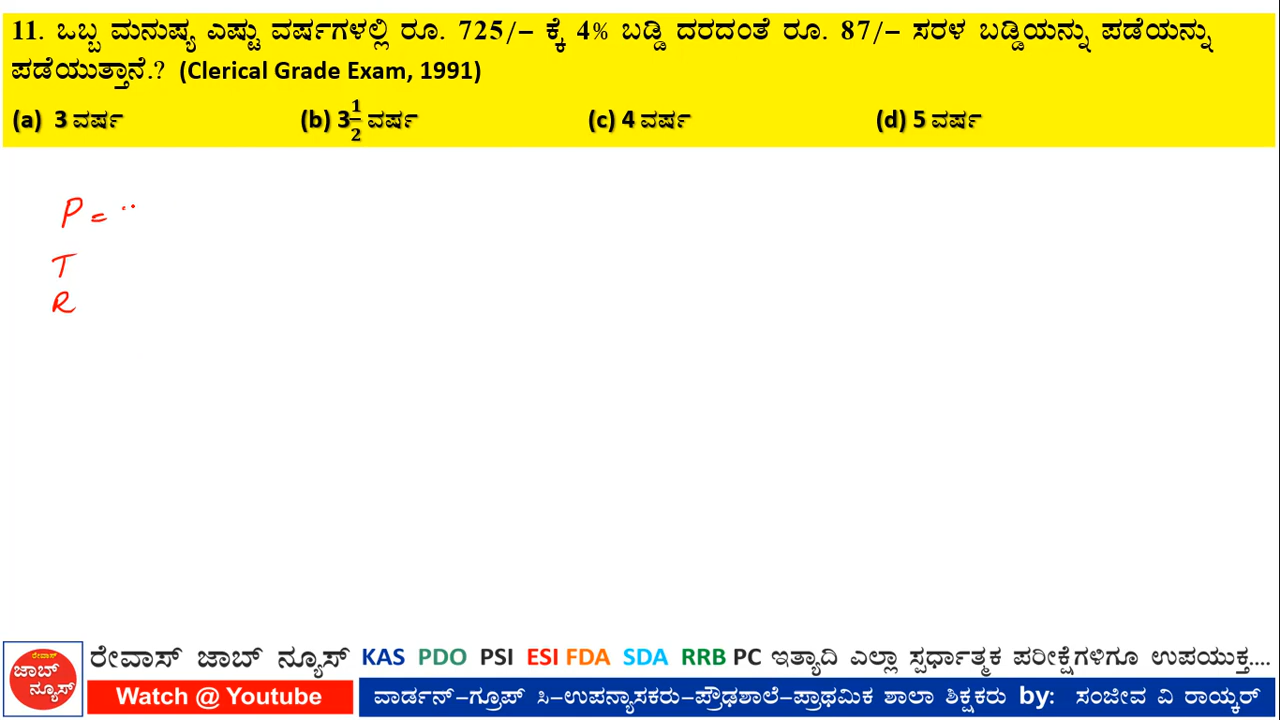 11. ಒಬ್ಬ ಮನುಷ್ಯ ಎಷ್ಟು ವರ್ಷಗಳಲ್ಲಿ ರೂ. 725/– ಕ್ಕೆ 4% ಬಡ್ಡಿ ದರದಂತೆ ರೂ. 87/– ಸರಳ ಬಡ್ಡಿಯನ್ನು ಪಡೆಯನ್ನು
ಪಡೆಯುತ್ತಾನೆ.? (Clerical Grade Exam, 1991)
(a) 3 ವರ್ಷ (b) 3 1/2 ವರ್ಷ (c) 4 ವರ್ಷ (d) 5 ವರ್ಷ
P =
T
R
ರೇವಾಸ್
ಜಾಬ್
ನ್ಯೂಸ್
ರೇವಾಸ್ ಜಾಬ್ ನ್ಯೂಸ್ KAS PDO PSI ESI FDA SDA RRB PC ಇತ್ಯಾದಿ ಎಲ್ಲಾ ಸ್ಪರ್ಧಾತ್ಮಕ ಪರೀಕ್ಷೆಗಳಿಗೂ ಉಪಯುಕ್ತ....
Watch @ Youtube ವಾರ್ಡನ್–ಗ್ರೂಪ್ ಸಿ–ಉಪನ್ಯಾಸಕರು–ಪ್ರೌಢಶಾಲೆ–ಪ್ರಾಥಮಿಕ ಶಾಲಾ ಶಿಕ್ಷಕರು by: ಸಂಜೀವ ವಿ ರಾಯ್ಕರ್